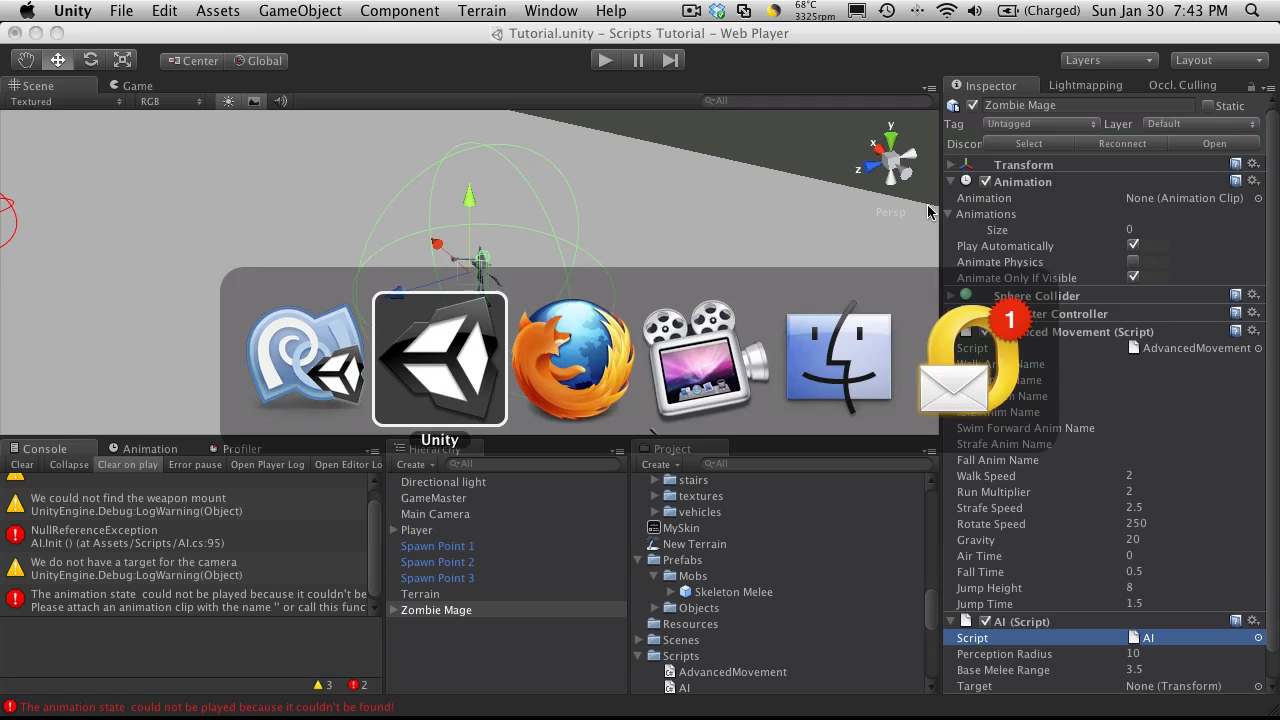 Unity File Edit Assets GameObject Component Terrain Window Help 68°C 3325rpm (Charged) Sun Jan 30 7:43 PM
Tutorial.unity – Scripts Tutorial – Web Player
Center Global Layers Layout
Scene Game Inspector Lightmapping Occl. Culling
Textured RGB All
Zombie Mage Static
Tag Untagged Layer Default
Discon Select Reconnect Open
y
x
z
Persp
Transform
Animation
Animation None (Animation Clip)
Animations
Size 0
Play Automatically
Animate Physics
Animate Only If Visible
Sphere Collider
ter Controller
ced Movement (Script)
Script AdvancedMovement
Anim Name
Name
m Name
Anim Name
Swim Forward Anim Name
Strafe Anim Name
Fall Anim Name
Walk Speed 2
Run Multiplier 2
Strafe Speed 2.5
Rotate Speed 250
Gravity 20
Air Time 0
Fall Time 0.5
Jump Height 8
Jump Time 1.5
AI (Script)
Script AI
Perception Radius 10
Base Melee Range 3.5
Target None (Transform)
1
Unity
Console Animation Profiler
Clear Collapse Clear on play Error pause Open Player Log Open Editor Lo
We could not find the weapon mount
UnityEngine.Debug:LogWarning(Object)
NullReferenceException
AI.Init () (at Assets/Scripts/AI.cs:95)
We do not have a target for the camera
UnityEngine.Debug:LogWarning(Object)
The animation state  could not be played because it couldn't be
Please attach an animation clip with the name '' or call this func
3 2
The animation state  could not be played because it couldn't be found!
Hierarchy
Create All
Directional light
GameMaster
Main Camera
Player
Spawn Point 1
Spawn Point 2
Spawn Point 3
Terrain
Zombie Mage
Project
Create All
stairs
textures
vehicles
MySkin
New Terrain
Prefabs
Mobs
Skeleton Melee
Objects
Resources
Scenes
Scripts
AdvancedMovement
AI